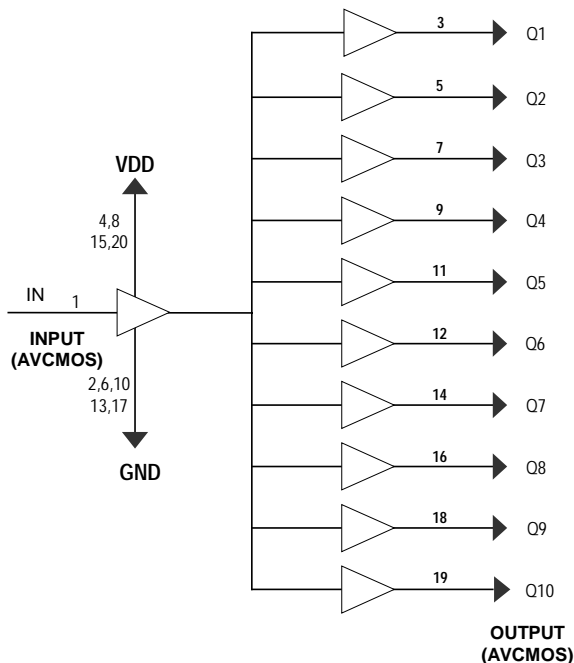 3 Q1
5 Q2
7 Q3
VDD
9 Q4
4,8
15,20
11 Q5
IN 1
INPUT
(AVCMOS)
12 Q6
2,6,10
13,17
14 Q7
GND
16 Q8
18 Q9
19 Q10
OUTPUT
(AVCMOS)